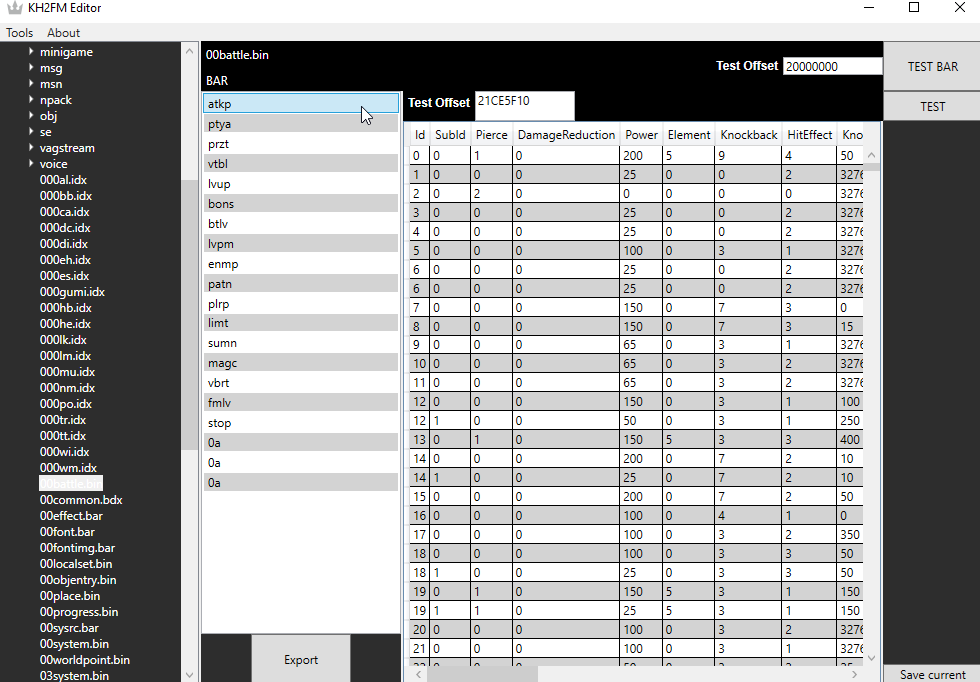 KH2FM Editor
Tools About
minigame
msg
msn
npack
obj
se
vagstream
voice
000al.idx
000bb.idx
000ca.idx
000dc.idx
000di.idx
000eh.idx
000es.idx
000gumi.idx
000hb.idx
000he.idx
000lk.idx
000lm.idx
000mu.idx
000nm.idx
000po.idx
000tr.idx
000tt.idx
000wi.idx
000wm.idx
00battle.bin
00common.bdx
00effect.bar
00font.bar
00fontimg.bar
00localset.bin
00objentry.bin
00place.bin
00progress.bin
00sysrc.bar
00system.bin
00worldpoint.bin
03system.bin
00battle.bin
BAR
atkp
ptya
przt
vtbl
lvup
bons
btlv
lvpm
enmp
patn
plrp
limt
sumn
magc
vbrt
fmlv
stop
0a
0a
0a
Export
Test Offset 20000000
TEST BAR
Test Offset 21CE5F10
TEST
Id SubId Pierce DamageReduction Power Element Knockback HitEffect Kno
0 0 1 0 200 5 9 4 50
1 0 0 0 25 0 0 2 3276
2 0 2 0 0 0 0 0 3276
3 0 0 0 25 0 0 2 3276
4 0 0 0 25 0 0 2 3276
5 0 0 0 100 0 3 1 3276
6 0 0 0 25 0 0 2 3276
6 0 0 0 25 0 0 2 3276
7 0 0 0 150 0 7 3 0
8 0 0 0 150 0 7 3 15
9 0 0 0 65 0 3 1 3276
10 0 0 0 65 0 3 2 3276
11 0 0 0 65 0 3 2 3276
12 0 0 0 150 0 3 1 100
12 1 0 0 50 0 3 1 250
13 0 1 0 150 5 3 3 400
14 0 0 0 200 0 7 2 10
14 1 0 0 25 0 7 2 10
15 0 0 0 200 0 7 2 50
16 0 0 0 100 0 4 1 0
17 0 0 0 100 0 3 2 350
18 0 0 0 100 0 3 3 50
18 1 0 0 25 0 3 3 50
19 0 1 0 150 5 3 1 150
19 1 1 0 25 5 3 1 150
20 0 0 0 100 0 3 2 3276
21 0 0 0 100 0 3 1 3276
Save current